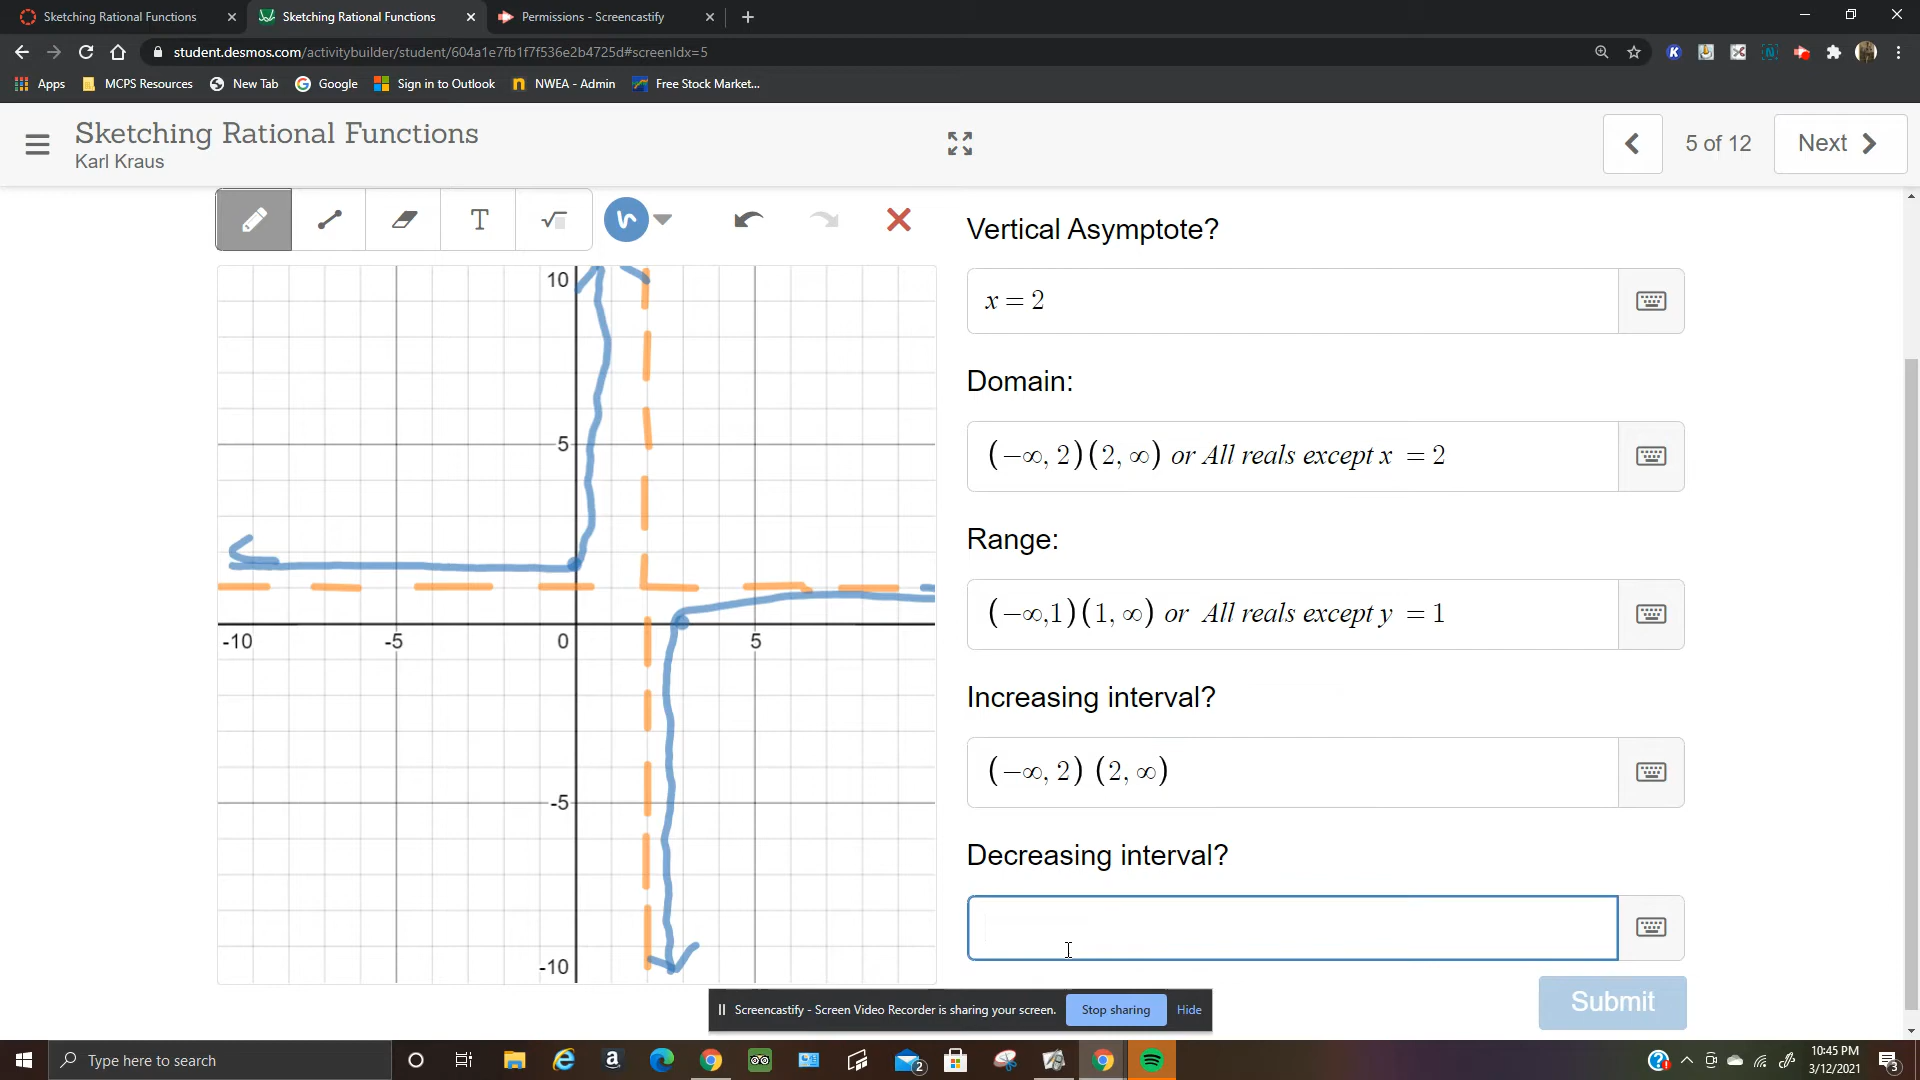 Sketching Rational Functions
Sketching Rational Functions
Permissions - Screencastify
student.desmos.com/activitybuilder/student/604a1e7fb1f7f536e2b4725d#screenIdx=5
Apps
MCPS Resources
New Tab
Google
Sign in to Outlook
NWEA - Admin
Free Stock Market...
Sketching Rational Functions
Karl Kraus
5 of 12
Next
T
10
5
-10
-5
0
5
-5
-10
Vertical Asymptote?
x = 2
Domain:
(−∞, 2)(2, ∞) or All reals except x = 2
Range:
(−∞,1)(1, ∞) or All reals except y = 1
Increasing interval?
(−∞, 2) (2, ∞)
Decreasing interval?
Submit
Screencastify - Screen Video Recorder is sharing your screen.
Stop sharing
Hide
Type here to search
2
10:45 PM
3/12/2021
3